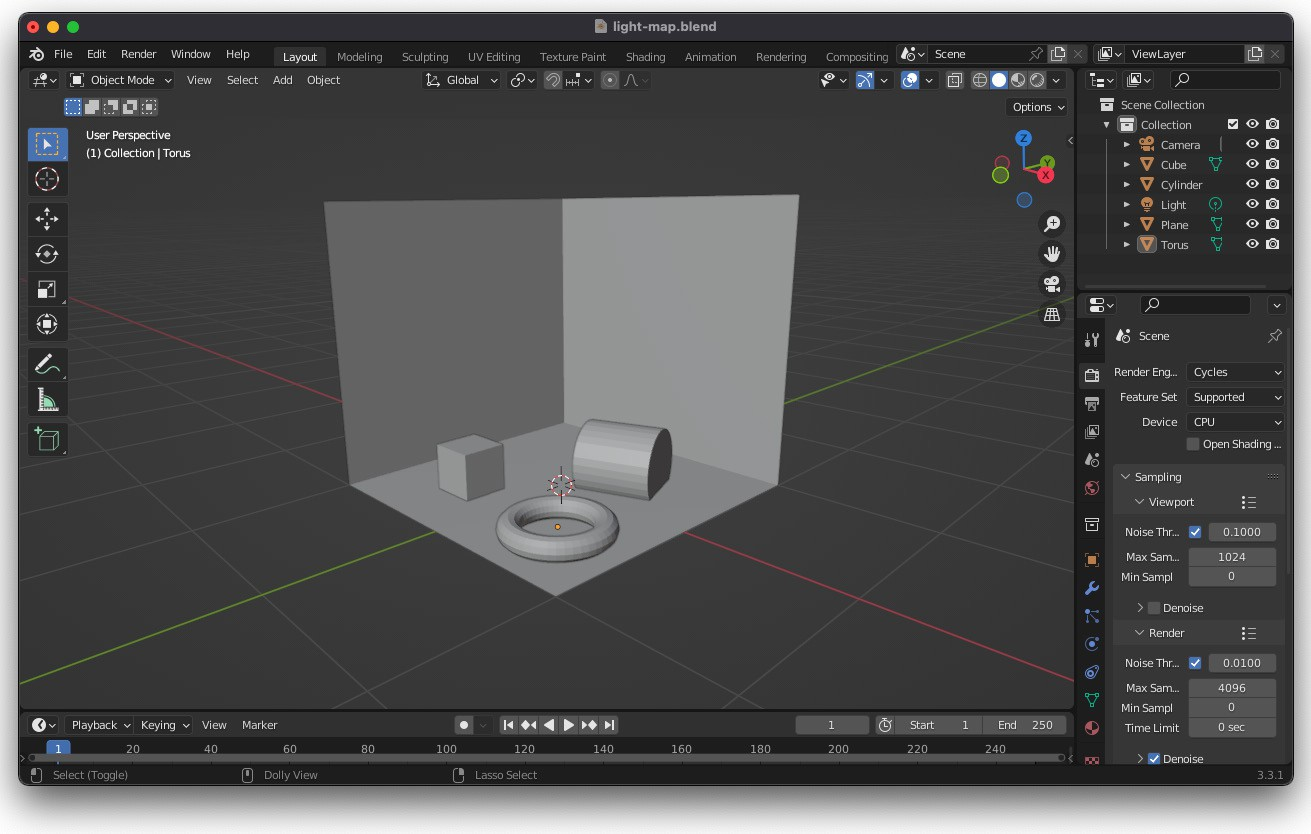 light-map.blend
File Edit Render Window Help Layout Modeling Sculpting UV Editing Texture Paint Shading Animation Rendering Compositing Scene ViewLayer
Object Mode View Select Add Object Global
Options
User Perspective
(1) Collection | Torus
Z
Y
X
Scene Collection
Collection
Camera
Cube
Cylinder
Light
Plane
Torus
Scene
Render Eng... Cycles
Feature Set Supported
Device CPU
Open Shading ...
Sampling
Viewport
Noise Thr... 0.1000
Max Sam... 1024
Min Sampl 0
Denoise
Render
Noise Thr... 0.0100
Max Sam... 4096
Min Sampl 0
Time Limit 0 sec
Denoise
Playback Keying View Marker 1 Start 1 End 250
1 20 40 60 80 100 120 140 160 180 200 220 240
Select (Toggle) Dolly View Lasso Select 3.3.1